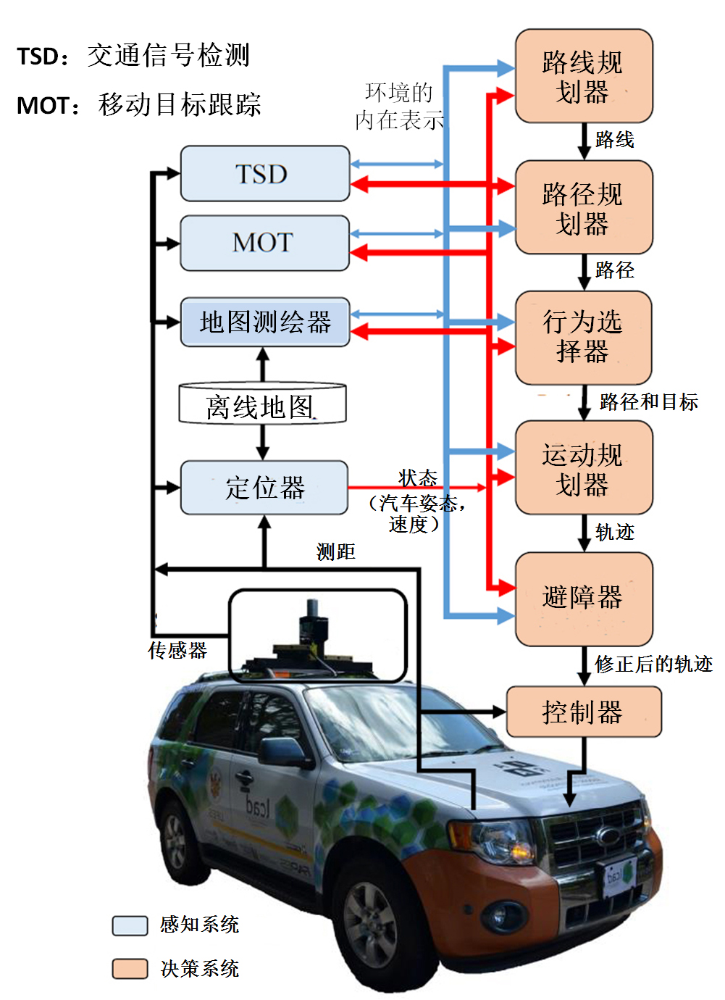 TSD：交通信号检测
MOT：移动目标跟踪
环境的
内在表示
路线规
划器
路线
TSD
路径规
划器
MOT
路径
地图测绘器
行为选
择器
离线地图
路径和目标
定位器
状态
（汽车姿态，
速度）
运动规
划器
轨迹
测距
避障器
传感器
修正后的轨迹
控制器
lcad
lcad
感知系统
决策系统